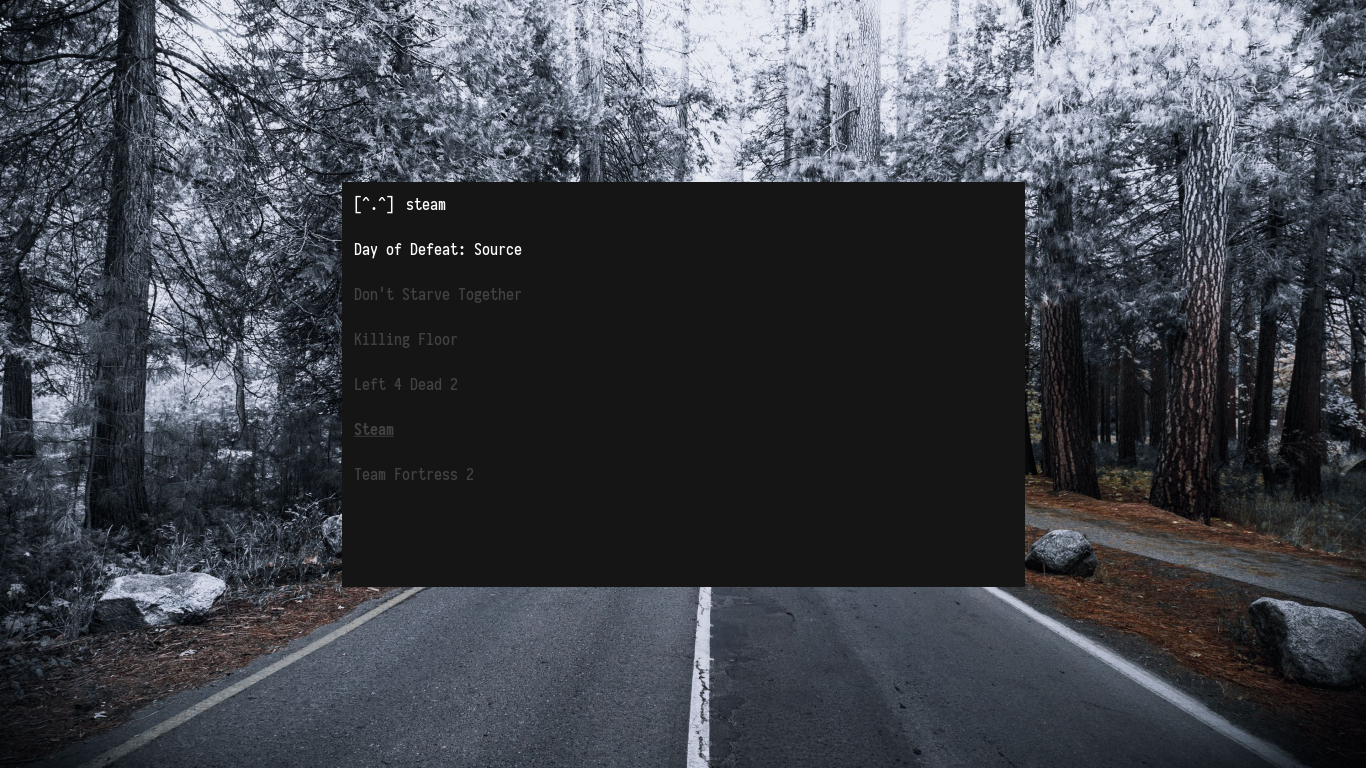 [^.^] steam
Day of Defeat: Source
Don't Starve Together
Killing Floor
Left 4 Dead 2
Steam
Team Fortress 2